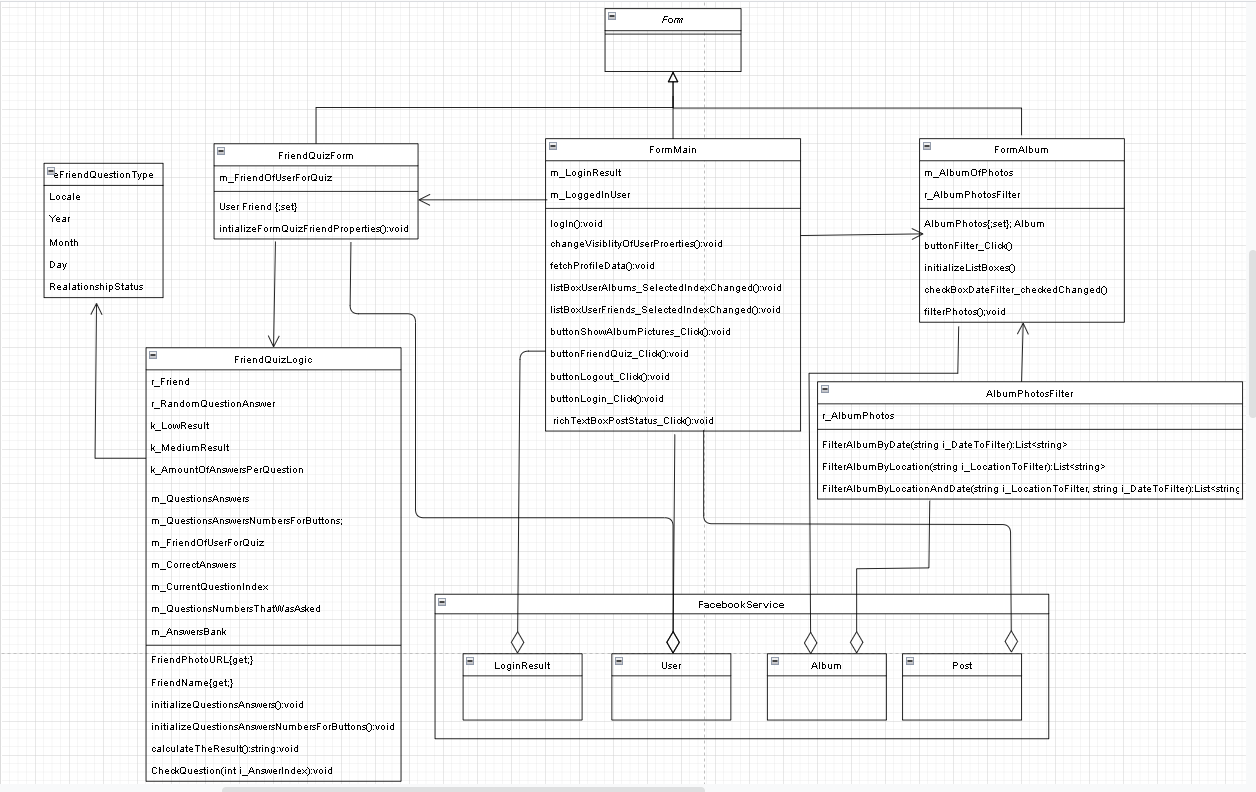 Form
FriendQuizForm
m_FriendOfUserForQuiz
User Friend {;set}
intializeFormQuizFriendProperties():void
FormMain
m_LoginResult
m_LoggedInUser
logIn():void
changeVisiblityOfUserProerties():void
fetchProfileData():void
listBoxUserAlbums_SelectedIndexChanged():void
listBoxUserFriends_SelectedIndexChanged():void
buttonShowAlbumPictures_Click():void
buttonFriendQuiz_Click():void
buttonLogout_Click():void
buttonLogin_Click():void
richTextBoxPostStatus_Click():void
FormAlbum
m_AlbumOfPhotos
r_AlbumPhotosFilter
AlbumPhotos{;set}; Album
buttonFilter_Click()
initializeListBoxes()
checkBoxDateFilter_checkedChanged()
filterPhotos();void
eFriendQuestionType
Locale
Year
Month
Day
RealationshipStatus
FriendQuizLogic
r_Friend
r_RandomQuestionAnswer
k_LowResult
k_MediumResult
k_AmountOfAnswersPerQuestion
m_QuestionsAnswers
m_QuestionsAnswersNumbersForButtons;
m_FriendOfUserForQuiz
m_CorrectAnswers
m_CurrentQuestionIndex
m_QuestionsNumbersThatWasAsked
m_AnswersBank
FriendPhotoURL{get;}
FriendName{get;}
initializeQuestionsAnswers():void
initializeQuestionsAnswersNumbersForButtons():void
calculateTheResult():string:void
CheckQuestion(int i_AnswerIndex):void
AlbumPhotosFilter
r_AlbumPhotos
FilterAlbumByDate(string i_DateToFilter):List<string>
FilterAlbumByLocation(string i_LocationToFilter):List<string>
FilterAlbumByLocationAndDate(string i_LocationToFilter, string i_DateToFilter):List<string
FacebookService
LoginResult
User
Album
Post